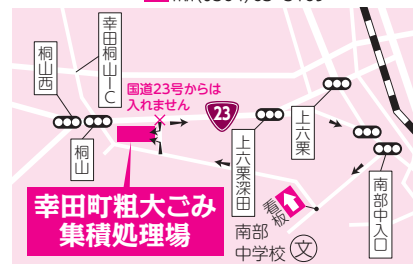 幸田桐山IC
桐山西
桐山
国道23号からは
入れません
23
上六栗深田
上六栗
南部中入口
看板
南部
中学校
文
幸田町粗大ごみ
集積処理場